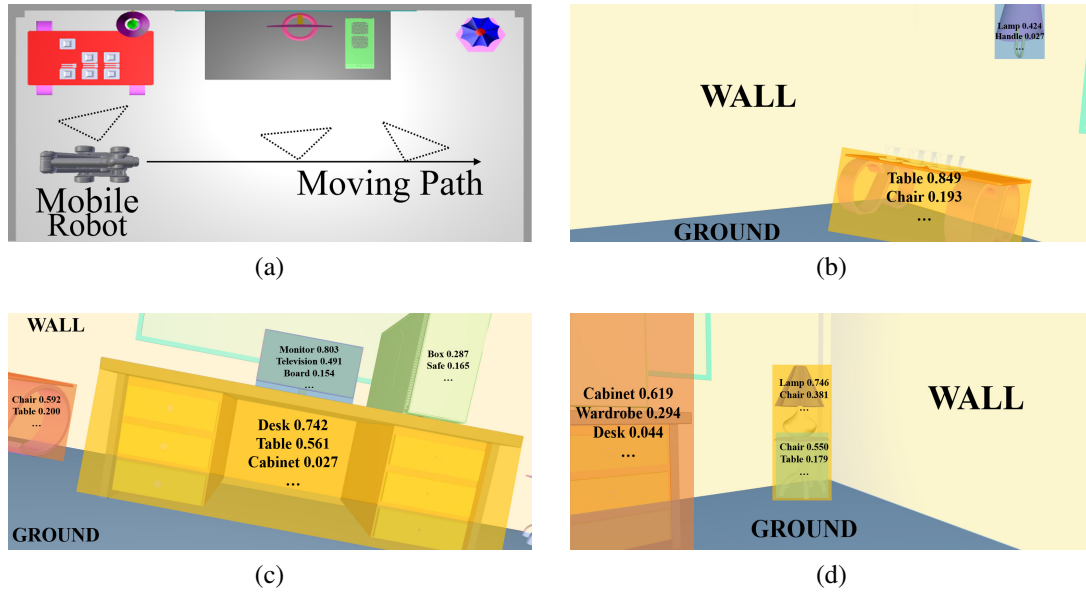 Mobile
Robot
Moving Path
(a)
Lamp 0.424
Handle 0.027
...
WALL
Table 0.849
Chair 0.193
...
GROUND
(b)
WALL
Chair 0.592
Table 0.200
...
Monitor 0.803
Television 0.491
Board 0.154
...
Box 0.287
Safe 0.165
...
Desk 0.742
Table 0.561
Cabinet 0.027
...
GROUND
(c)
Cabinet 0.619
Wardrobe 0.294
Desk 0.044
...
Lamp 0.746
Chair 0.381
...
Chair 0.550
Table 0.179
...
WALL
GROUND
(d)